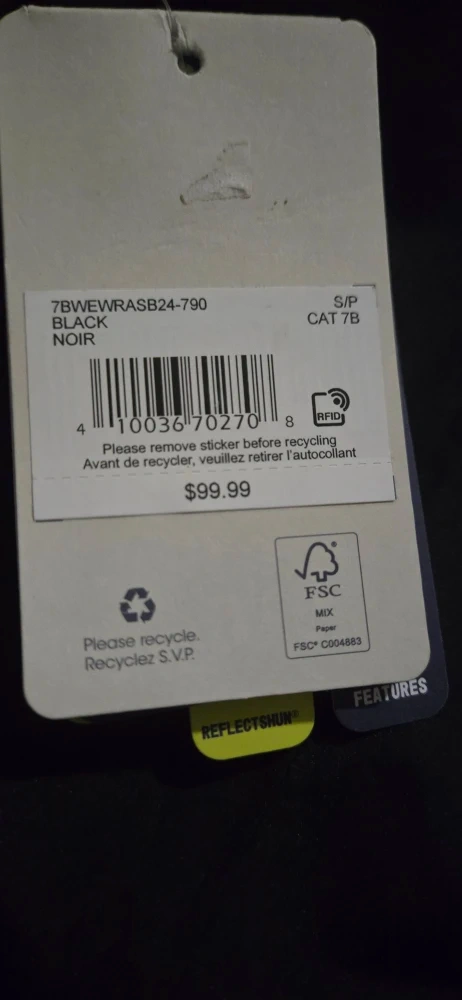 7BWEWRASB24-790
S/P
BLACK
CAT 7B
NOIR
RFID
4 10036 70270 8
Please remove sticker before recycling
Avant de recycler, veuillez retirer l'autocollant
$99.99
FSC®
MIX
Paper
FSC® C004883
Please recycle.
Recyclez S.V.P.
FEATURES
REFLECTSHUN®